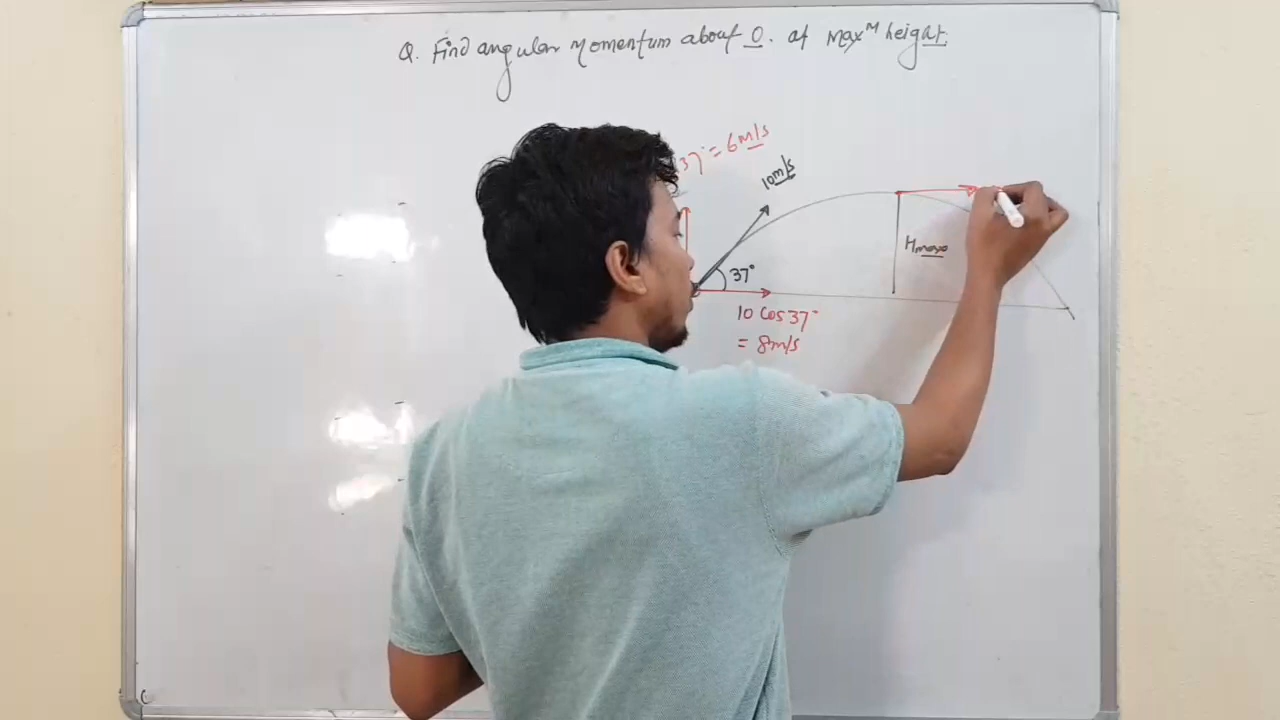 Q. Find angular Momentum about O. at Maxᴹ height.
37° = 6m/s
10m/s
Hmax
37°
10 cos 37°
= 8m/s